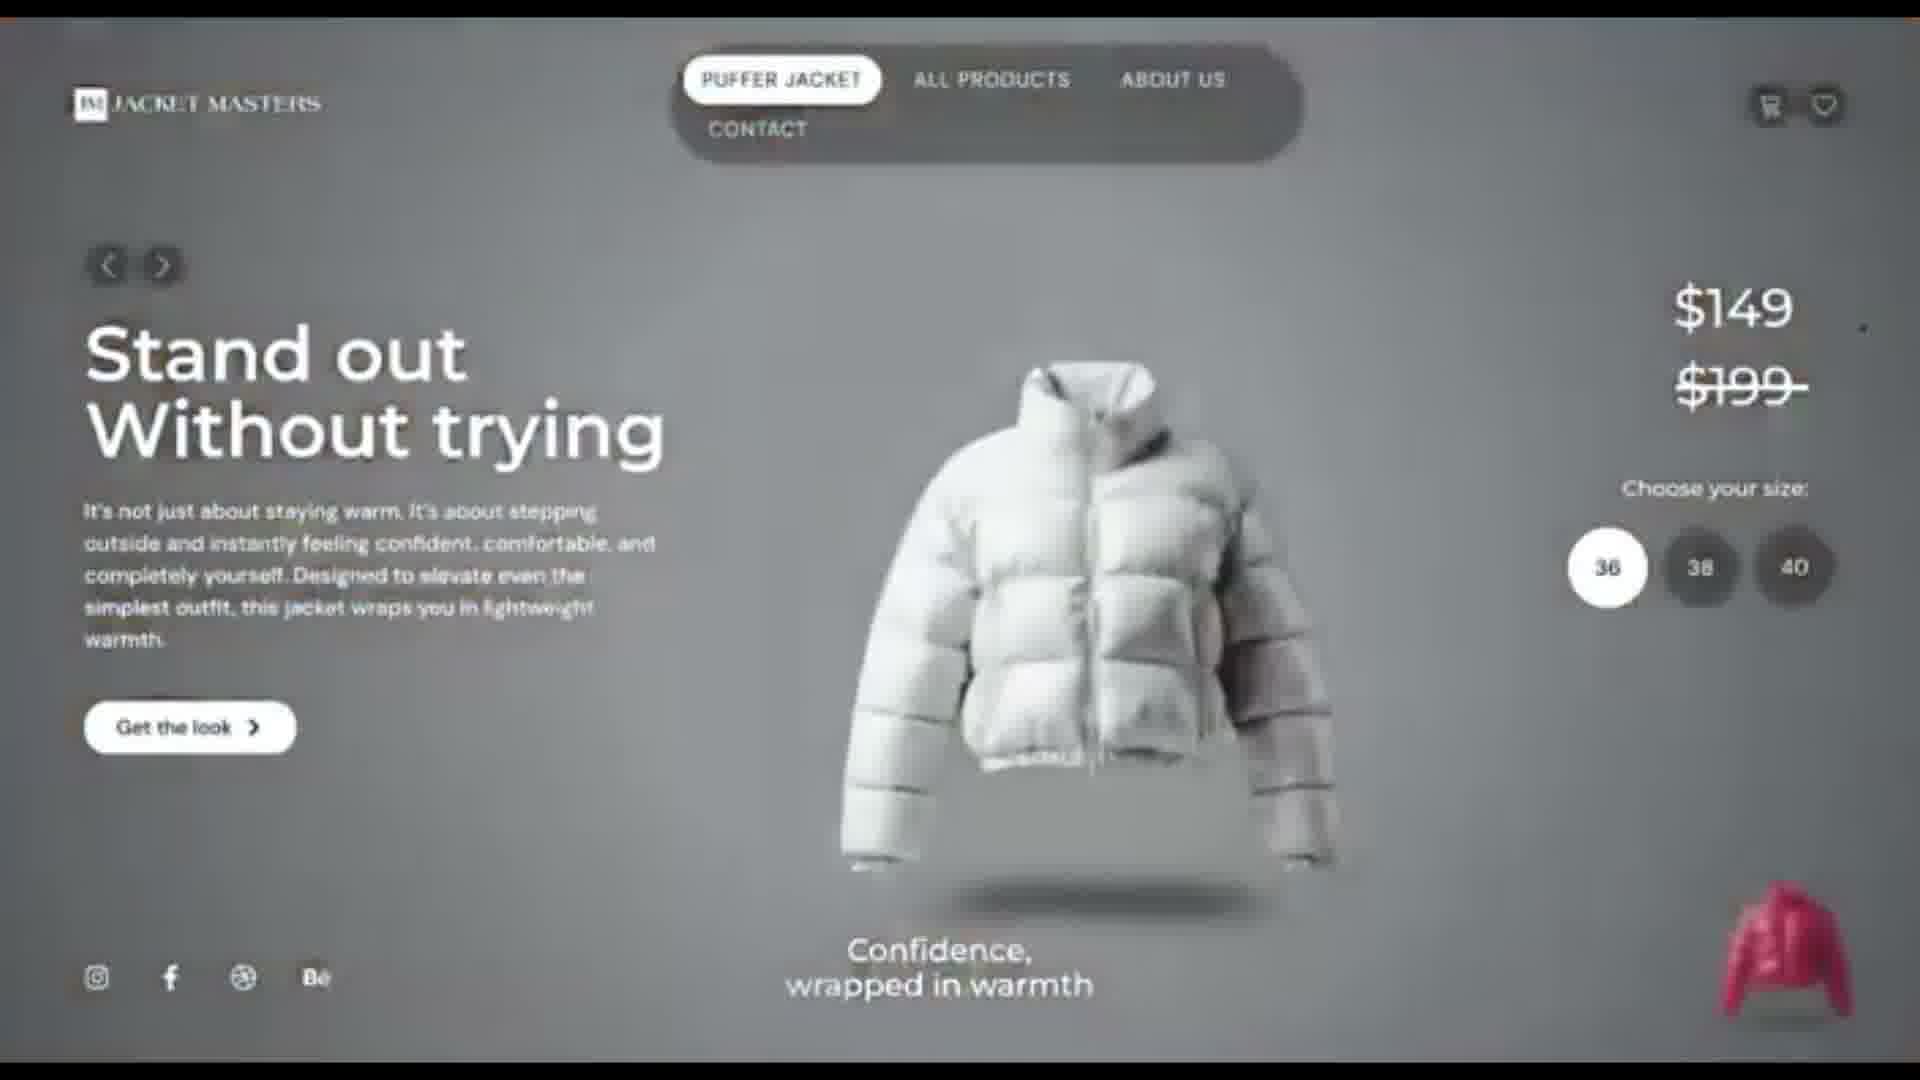 JM JACKET MASTERS
PUFFER JACKET ALL PRODUCTS ABOUT US
CONTACT
Stand out
Without trying
It's not just about staying warm. It's about stepping
outside and instantly feeling confident, comfortable, and
completely yourself. Designed to elevate even the
simplest outfit, this jacket wraps you in lightweight
warmth.
Get the look
$149
$199
Choose your size:
36 38 40
Confidence,
wrapped in warmth
Bē